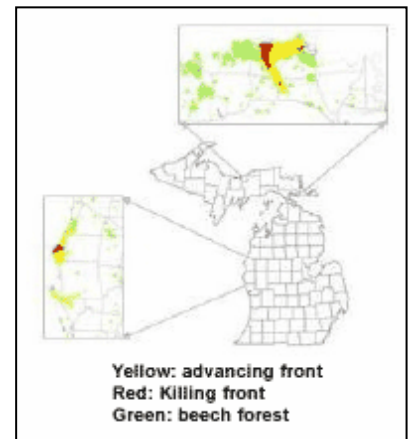 Yellow: advancing front
Red: Killing front
Green: beech forest